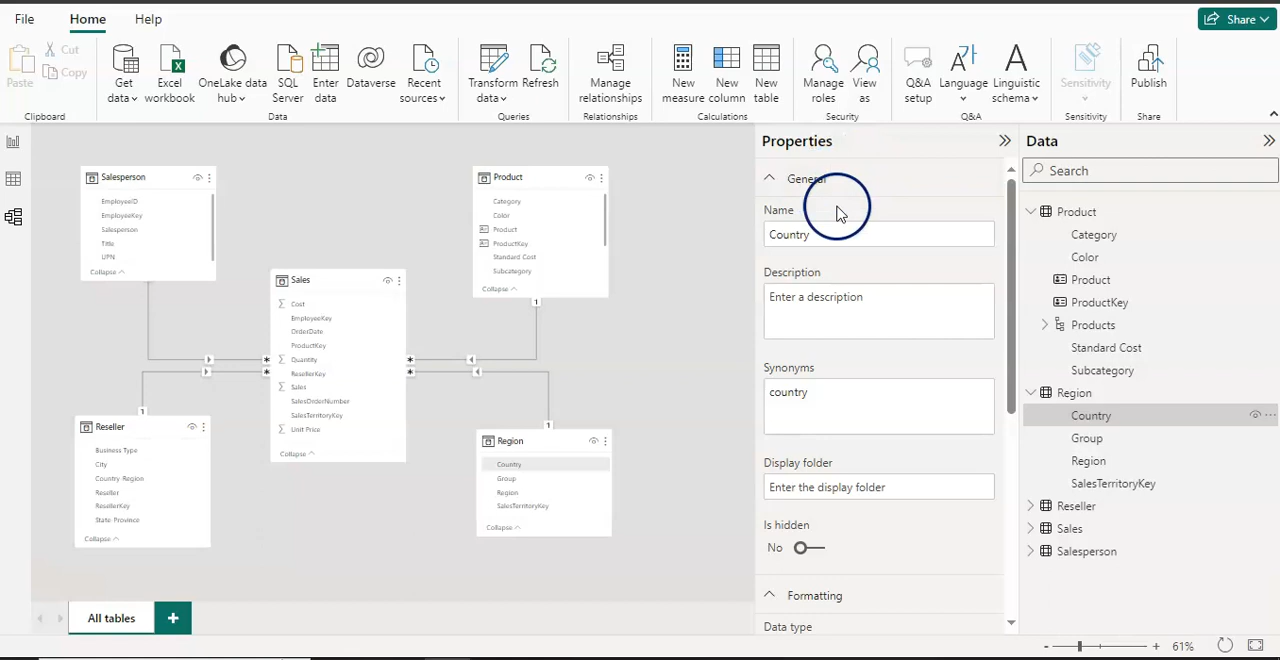 File Home Help
Share
Paste
Cut
Copy
Get data
Excel workbook
OneLake data hub
SQL Server
Enter data
Dataverse
Recent sources
Transform data
Refresh
Manage relationships
New measure
New column
New table
Manage roles
View as
Q&A setup
Language
Linguistic schema
Sensitivity
Publish
Clipboard
Data
Queries
Relationships
Calculations
Security
Q&A
Sensitivity
Share
Salesperson
EmployeeID
EmployeeKey
Salesperson
Title
UPN
Collapse
Product
Category
Color
Product
ProductKey
Standard Cost
Subcategory
Collapse
1
Sales
Cost
EmployeeKey
OrderDate
ProductKey
Quantity
ResellerKey
Sales
SalesOrderNumber
SalesTerritoryKey
Unit Price
Collapse
*
*
*
*
1
Reseller
Business Type
City
Country-Region
Reseller
ResellerKey
State-Province
Collapse
1
Region
Country
Group
Region
SalesTerritoryKey
Collapse
All tables
+
Properties
General
Name
Country
Description
Enter a description
Synonyms
country
Display folder
Enter the display folder
Is hidden
No
Formatting
Data type
Data
Search
Product
Category
Color
Product
ProductKey
Products
Standard Cost
Subcategory
Region
Country
Group
Region
SalesTerritoryKey
Reseller
Sales
Salesperson
- + 61%